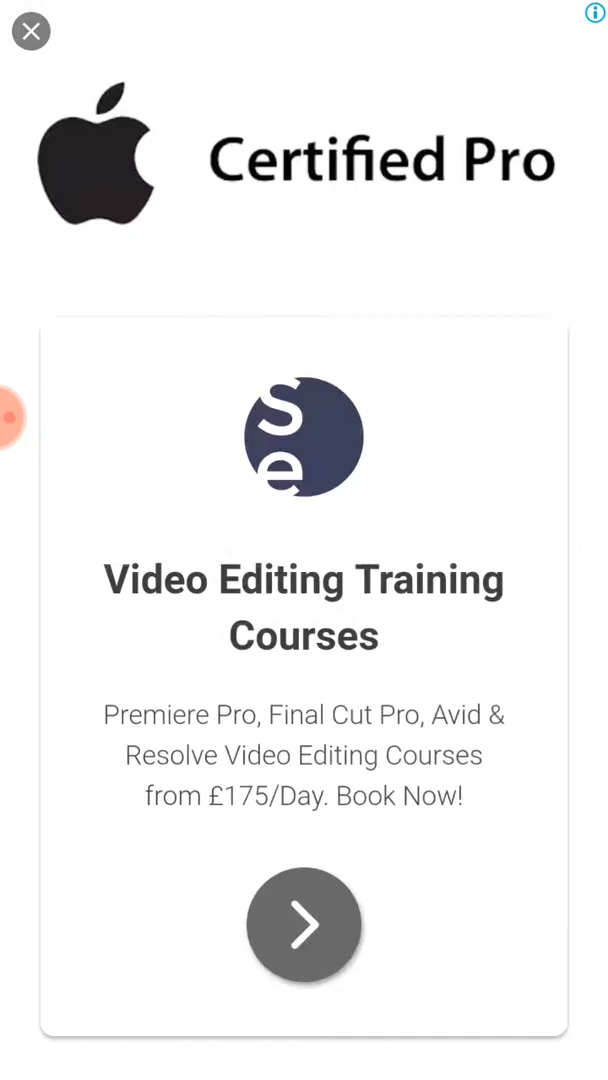 Certified Pro
se
Video Editing Training
Courses
Premiere Pro, Final Cut Pro, Avid &
Resolve Video Editing Courses
from £175/Day. Book Now!